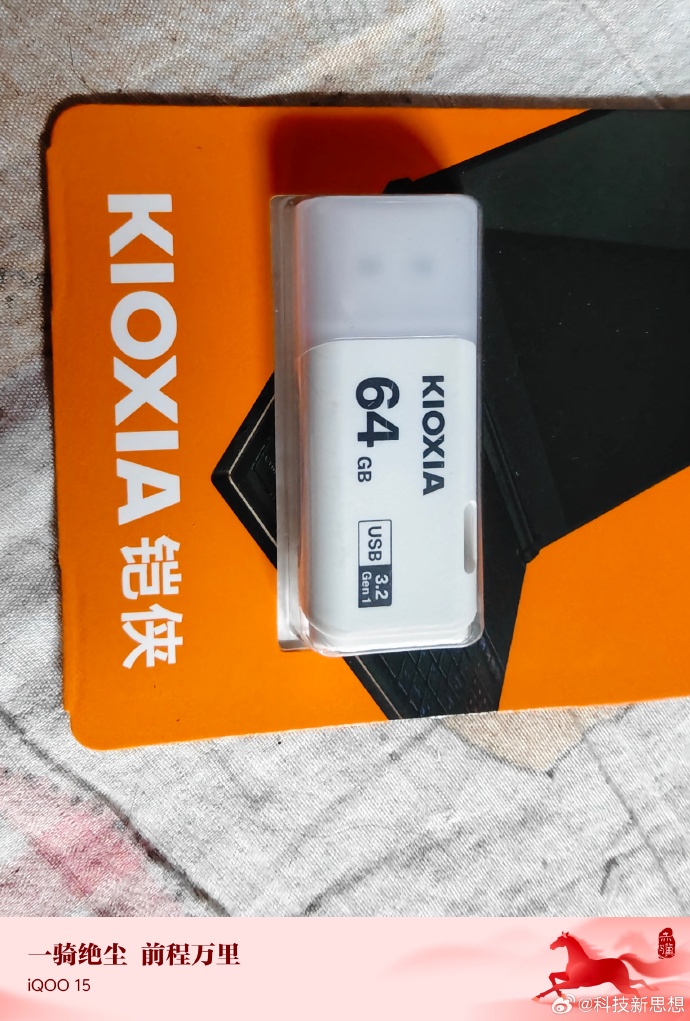 KIOXIA 铠侠
KIOXIA
64 GB
USB 3.2 Gen 1
一骑绝尘 前程万里
iQOO 15
@科技新思想